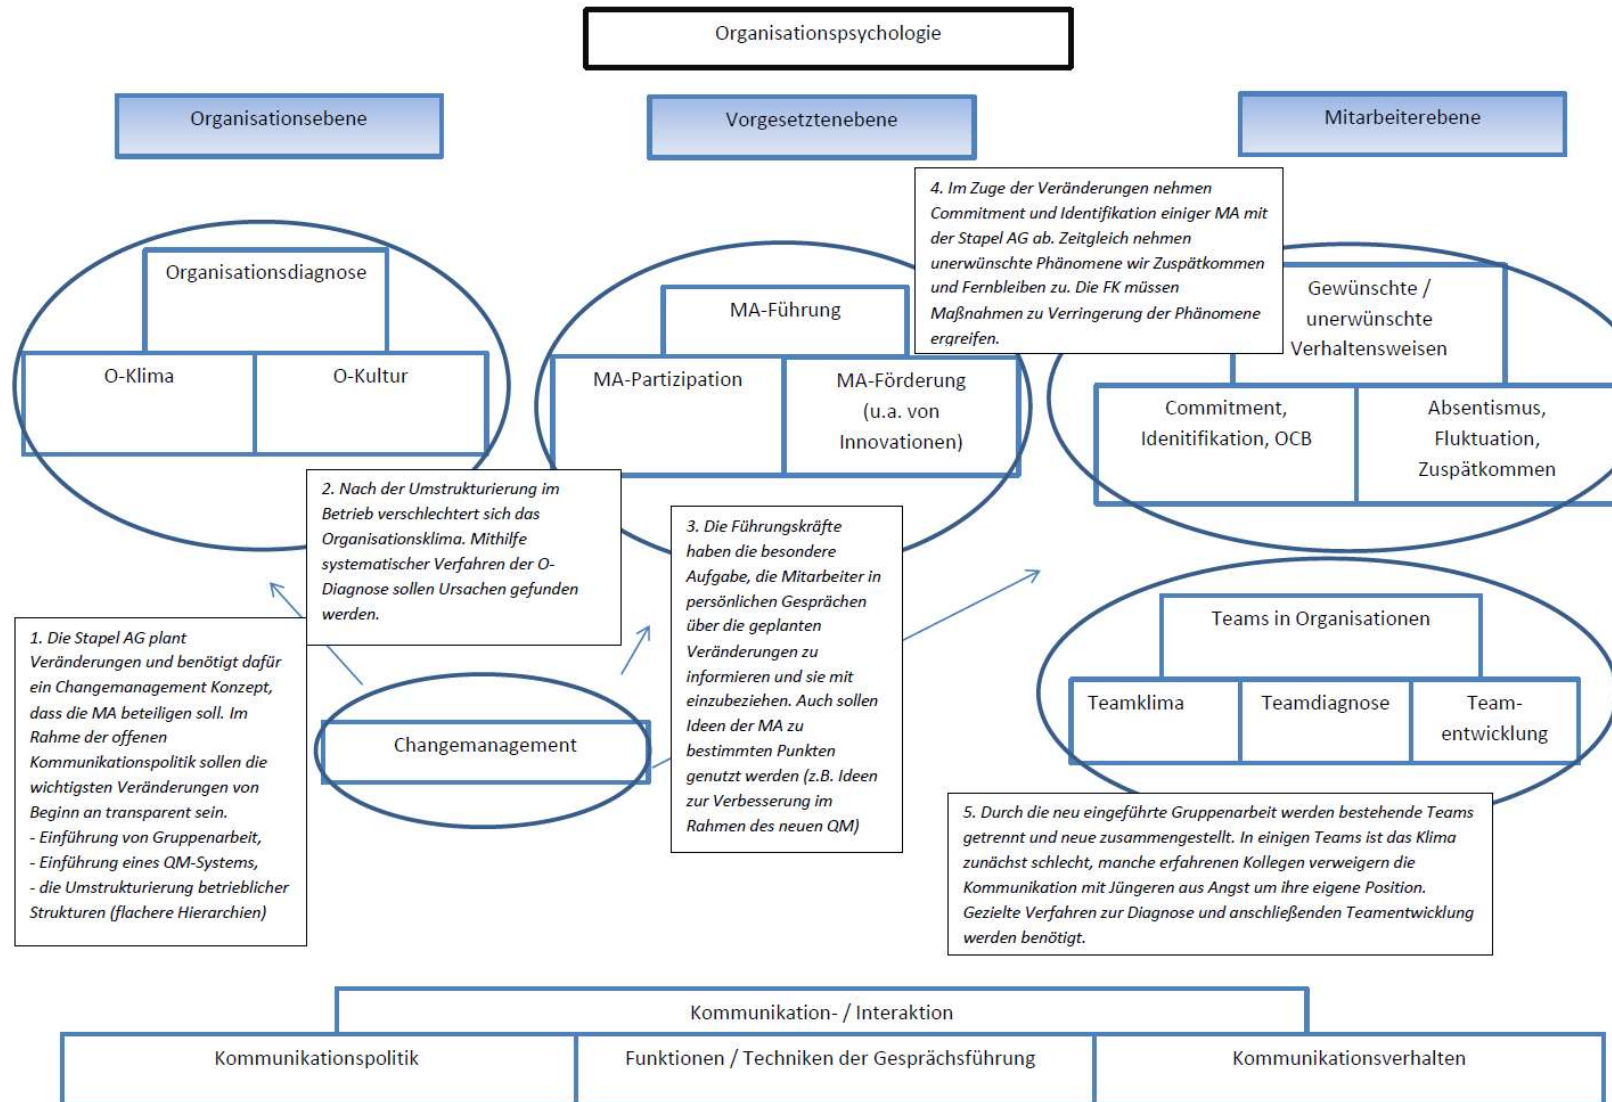 Organisationspsychologie
Organisationsebene
Vorgesetztenebene
Mitarbeiterebene
4. Im Zuge der Veränderungen nehmen
Commitment und Identifikation einiger MA mit
der Stapel AG ab. Zeitgleich nehmen
unerwünschte Phänomene wir Zuspätkommen
und Fernbleiben zu. Die FK müssen
Maßnahmen zu Verringerung der Phänomene
ergreifen.
Organisationsdiagnose
O-Klima
O-Kultur
MA-Führung
MA-Partizipation
MA-Förderung
(u.a. von
Innovationen)
Gewünschte /
unerwünschte
Verhaltensweisen
Commitment,
Idenitifikation, OCB
Absentismus,
Fluktuation,
Zuspätkommen
2. Nach der Umstrukturierung im
Betrieb verschlechtert sich das
Organisationsklima. Mithilfe
systematischer Verfahren der O-
Diagnose sollen Ursachen gefunden
werden.
3. Die Führungskräfte
haben die besondere
Aufgabe, die Mitarbeiter in
persönlichen Gesprächen
über die geplanten
Veränderungen zu
informieren und sie mit
einzubeziehen. Auch sollen
Ideen der MA zu
bestimmten Punkten
genutzt werden (z.B. Ideen
zur Verbesserung im
Rahmen des neuen QM)
1. Die Stapel AG plant
Veränderungen und benötigt dafür
ein Changemanagement Konzept,
dass die MA beteiligen soll. Im
Rahme der offenen
Kommunikationspolitik sollen die
wichtigsten Veränderungen von
Beginn an transparent sein.
- Einführung von Gruppenarbeit,
- Einführung eines QM-Systems,
- die Umstrukturierung betrieblicher
Strukturen (flachere Hierarchien)
Changemanagement
Teams in Organisationen
Teamklima
Teamdiagnose
Team-
entwicklung
5. Durch die neu eingeführte Gruppenarbeit werden bestehende Teams
getrennt und neue zusammengestellt. In einigen Teams ist das Klima
zunächst schlecht, manche erfahrenen Kollegen verweigern die
Kommunikation mit Jüngeren aus Angst um ihre eigene Position.
Gezielte Verfahren zur Diagnose und anschließenden Teamentwicklung
werden benötigt.
Kommunikation- / Interaktion
Kommunikationspolitik
Funktionen / Techniken der Gesprächsführung
Kommunikationsverhalten